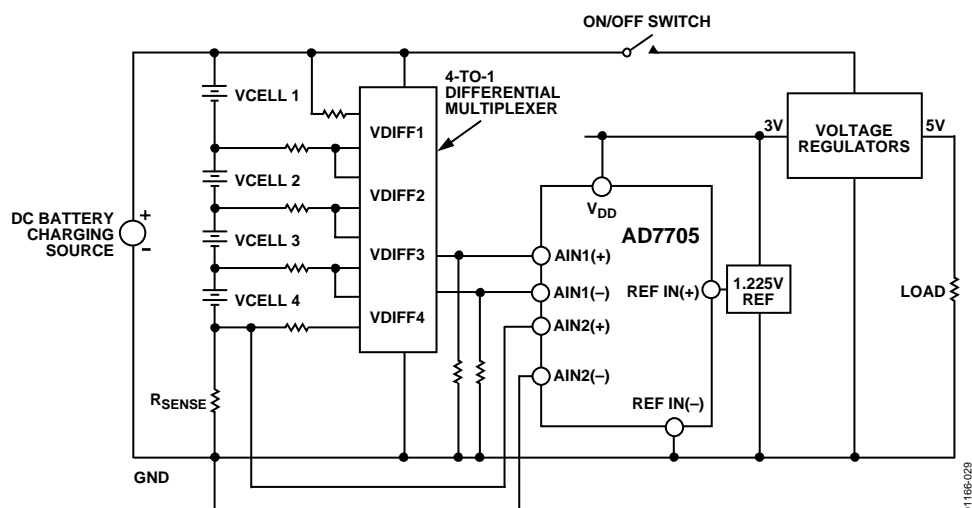 ON/OFF SWITCH
4-TO-1
DIFFERENTIAL
MULTIPLEXER
VCELL 1
VDIFF1
3V
VOLTAGE
REGULATORS
5V
VCELL 2
VDIFF2
VDD
AD7705
DC BATTERY
CHARGING
SOURCE
+
-
VCELL 3
VDIFF3
AIN1(+)
REF IN(+)
1.225V
REF
LOAD
VCELL 4
VDIFF4
AIN1(–)
AIN2(+)
AIN2(–)
RSENSE
REF IN(–)
GND
01166-029